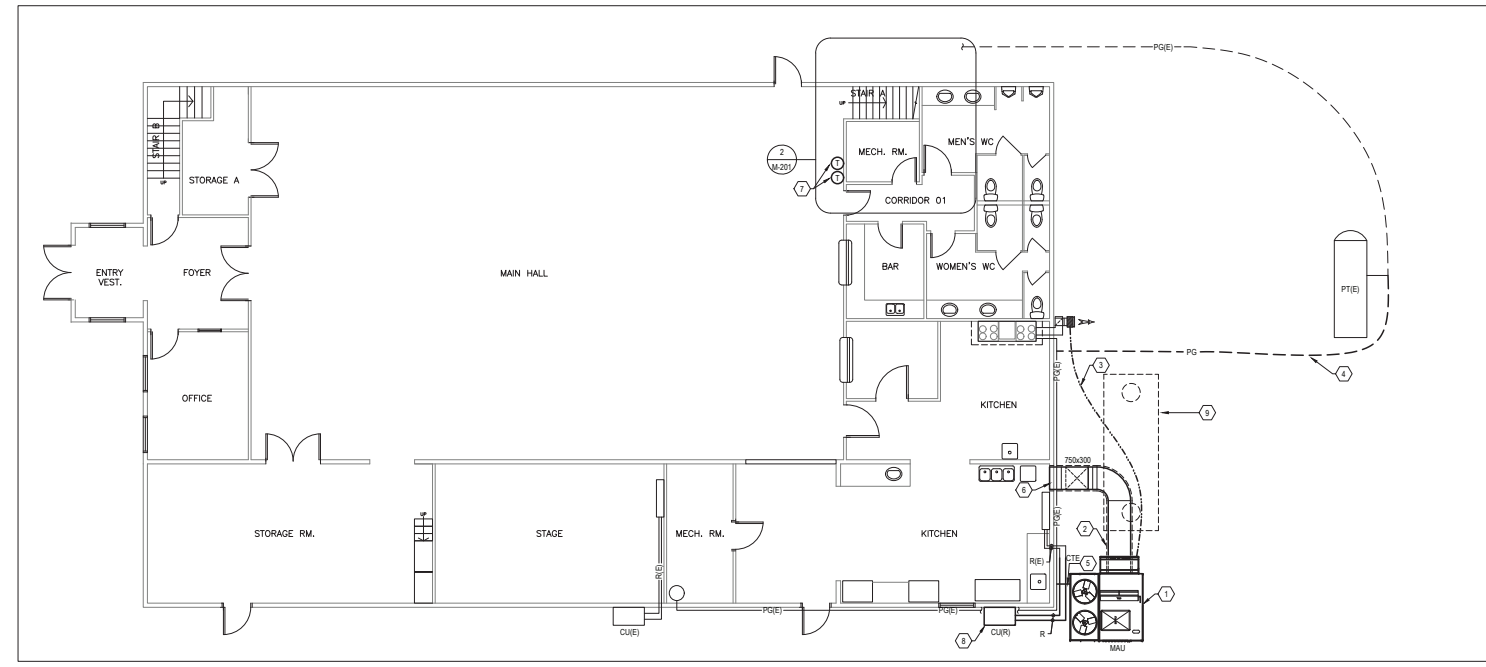 PG(E)
STAIR A
UP
STAIR B
UP
STORAGE A
2
M-201
7
T
T
MECH. RM.
MEN'S WC
CORRIDOR 01
ENTRY
VEST.
FOYER
MAIN HALL
BAR
WOMEN'S WC
PT(E)
PG
4
3
PG(E)
OFFICE
KITCHEN
9
750x300
6
PG(E)
UP
STORAGE RM.
STAGE
MECH. RM.
KITCHEN
2
R(E)
R(E)
CTE
5
1
PG(E)
PG(E)
CU(E)
8
CU(R)
R
MAU